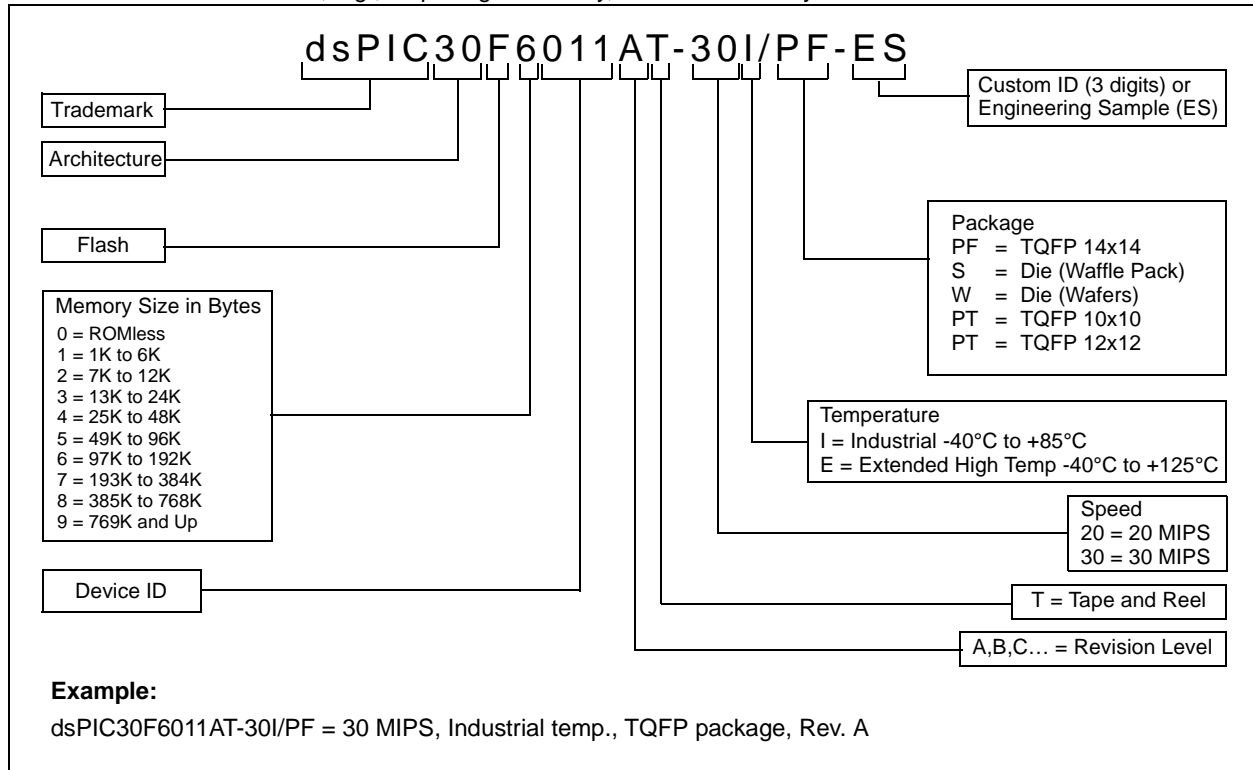 dsPIC30F6011AT-30I/PF-ES
Trademark
Architecture
Flash
Memory Size in Bytes
0 = ROMless
1 = 1K to 6K
2 = 7K to 12K
3 = 13K to 24K
4 = 25K to 48K
5 = 49K to 96K
6 = 97K to 192K
7 = 193K to 384K
8 = 385K to 768K
9 = 769K and Up
Device ID
Custom ID (3 digits) or
Engineering Sample (ES)
Package
PF = TQFP 14x14
S = Die (Waffle Pack)
W = Die (Wafers)
PT = TQFP 10x10
PT = TQFP 12x12
Temperature
I = Industrial -40°C to +85°C
E = Extended High Temp -40°C to +125°C
Speed
20 = 20 MIPS
30 = 30 MIPS
T = Tape and Reel
A,B,C… = Revision Level
Example:
dsPIC30F6011AT-30I/PF = 30 MIPS, Industrial temp., TQFP package, Rev. A